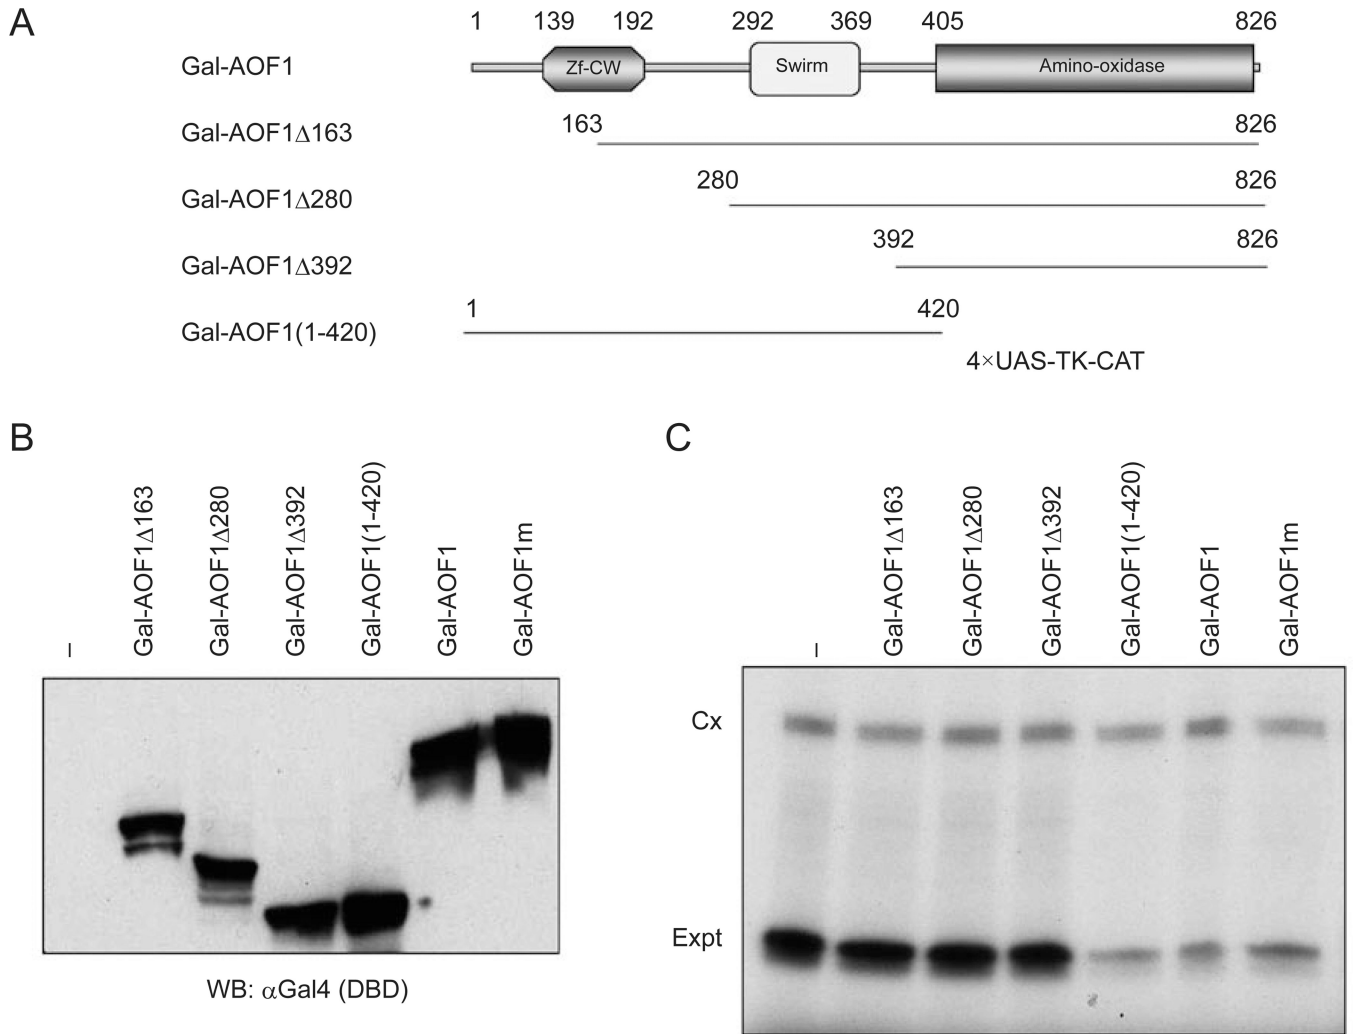 A
1 139 192 292 369 405 826
Gal-AOF1 Zf-CW Swirm Amino-oxidase
Gal-AOF1Δ163 163 826
Gal-AOF1Δ280 280 826
Gal-AOF1Δ392 392 826
Gal-AOF1(1-420) 1 420
4×UAS-TK-CAT
B
–
Gal-AOF1Δ163
Gal-AOF1Δ280
Gal-AOF1Δ392
Gal-AOF1(1-420)
Gal-AOF1
Gal-AOF1m
WB: αGal4 (DBD)
C
–
Gal-AOF1Δ163
Gal-AOF1Δ280
Gal-AOF1Δ392
Gal-AOF1(1-420)
Gal-AOF1
Gal-AOF1m
Cx
Expt